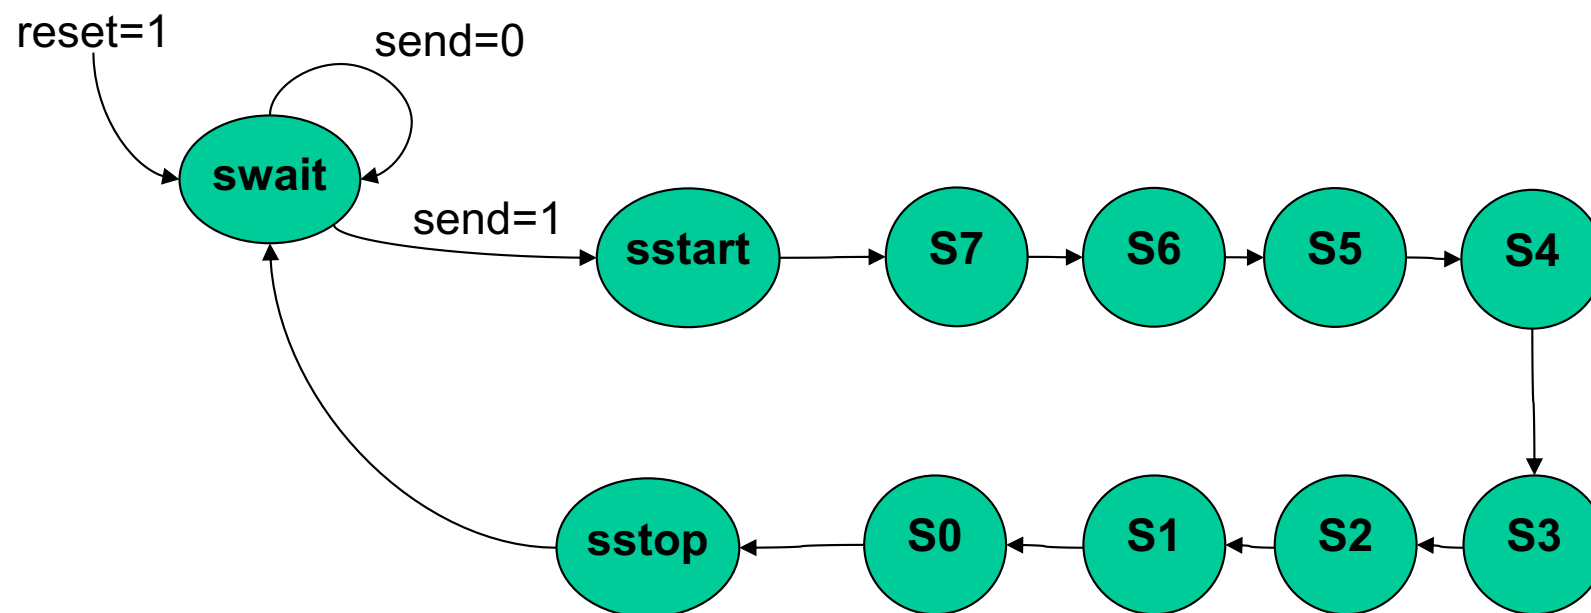 reset=1
send=0
swait
send=1
sstart
S7
S6
S5
S4
sstop
S0
S1
S2
S3